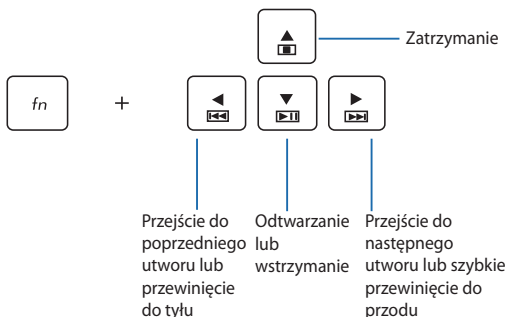 Zatrzymanie
fn
+
Przejście do
poprzedniego
utworu lub
przewinięcie
do tyłu
Odtwarzanie
lub
wstrzymanie
Przejście do
następnego
utworu lub szybkie
przewinięcie do
przodu